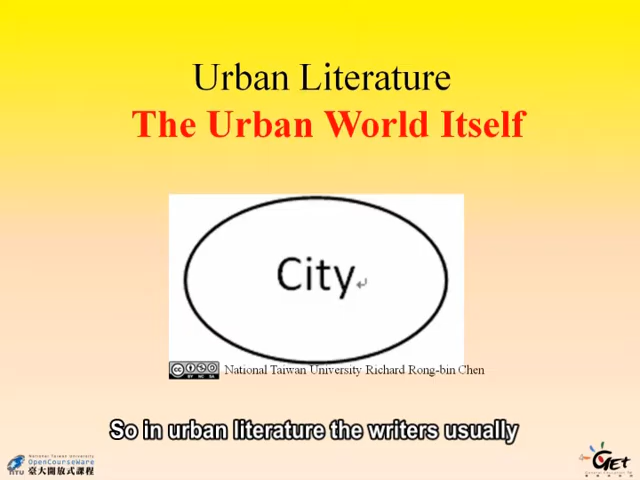 Urban Literature
The Urban World Itself
City
National Taiwan University Richard Rong-bin Chen
So in urban literature the writers usually
National Taiwan University
OpenCourseWare
NTU 臺大開放式課程
GET